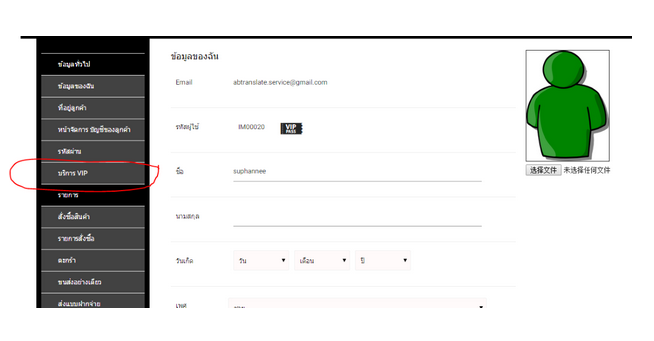 ข้อมูลทั่วไป
ข้อมูลของฉัน
ที่อยู่ลูกค้า
หน้าจัดการ บัญชีของลูกค้า
รหัสผ่าน
บริการ VIP
รายการ
สั่งซื้อสินค้า
รายการสั่งซื้อ
ตะกร้า
ขนส่งอย่างเดียว
ส่งแบบฝากจ่าย
ข้อมูลของฉัน
Email abtranslate.service@gmail.com
รหัสผู้ใช้ IM00020 VIP PASS
ชื่อ suphannee
นามสกุล
วันเกิด วัน เดือน ปี
เพศ
选择文件 未选择任何文件